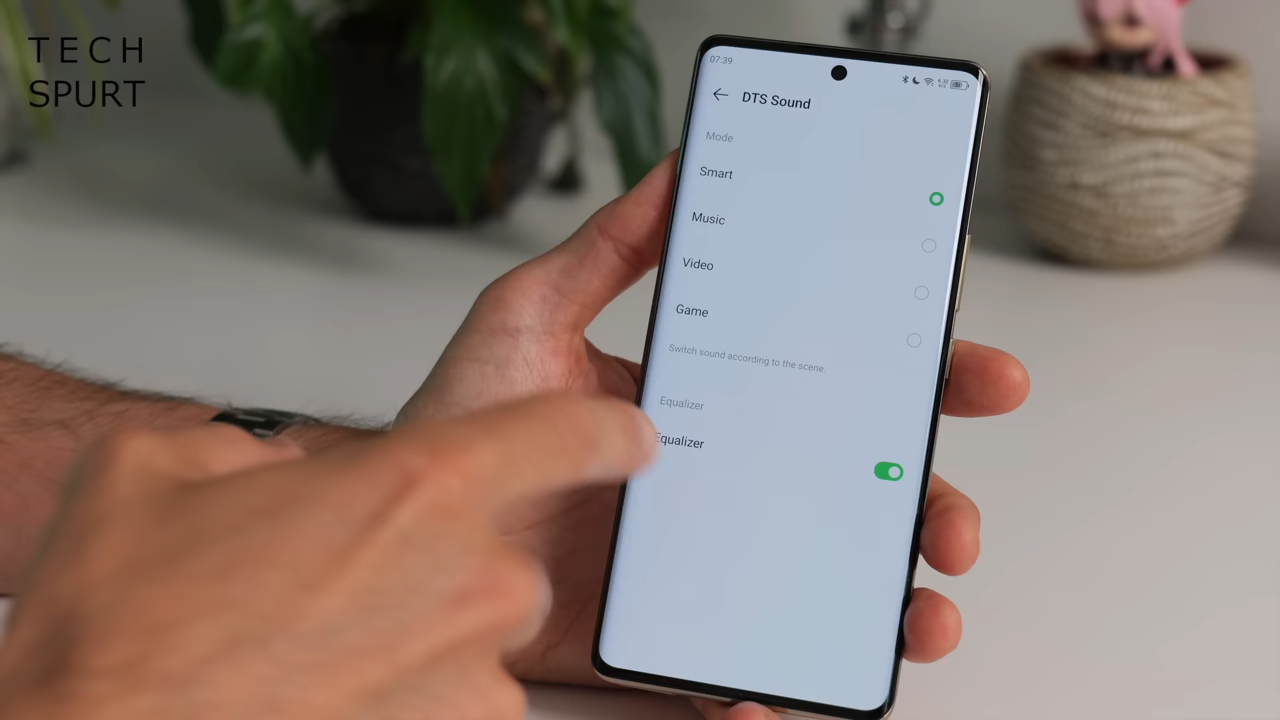 TECH
SPURT
07:39
DTS Sound
Mode
Smart
Music
Video
Game
Switch sound according to the scene.
Equalizer
Equalizer